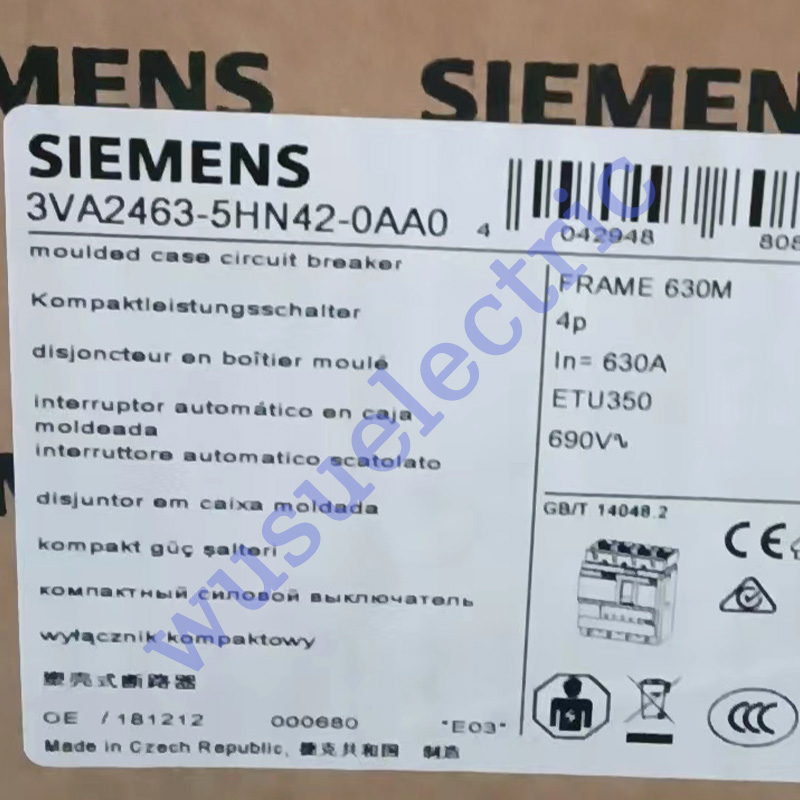 MENS SIEMEN
SIEMENS
3VA2463-5HN42-0AA0
4 042948 808
moulded case circuit breaker
Kompaktleistungsschalter
disjoncteur en boîtier moulé
interruptor automático en caja
moldeada
interruttore automatico scatolato
disjuntor em caixa moldada
kompakt güç şalteri
компактный силовой выключатель
wyłącznik kompaktowy
塑壳式断路器
OE /181212 000680 "E03"
Made in Czech Republic, 捷克共和国 制造
FRAME 630M
4p
In= 630A
ETU350
690V~
GB/T 14048.2
CE
CCC
wusuelectric